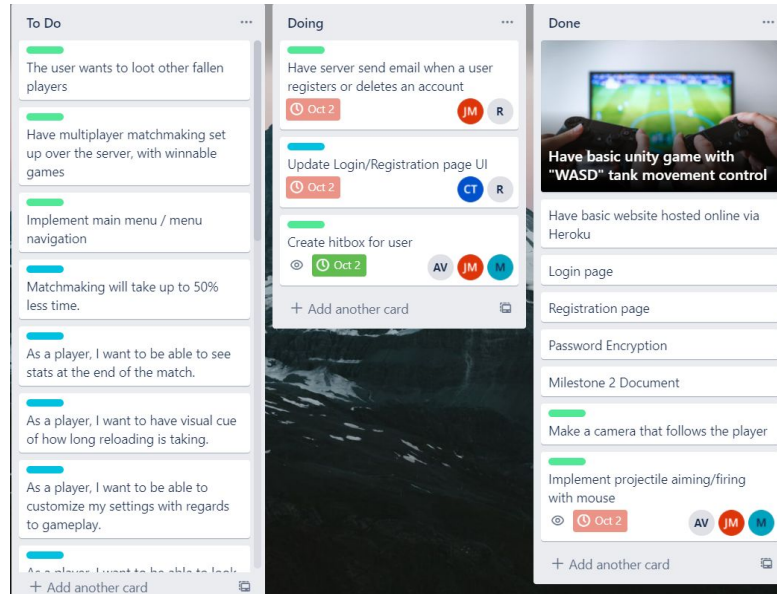 To Do
The user wants to loot other fallen
players
Have multiplayer matchmaking set
up over the server, with winnable
games
Implement main menu / menu
navigation
Matchmaking will take up to 50%
less time.
As a player, I want to be able to see
stats at the end of the match.
As a player, I want to have visual cue
of how long reloading is taking.
As a player, I want to be able to
customize my settings with regards
to gameplay.
As a player, I want to be able to look
+ Add another card
Doing
Have server send email when a user
registers or deletes an account
Oct 2
JM R
Update Login/Registration page UI
Oct 2
CT R
Create hitbox for user
Oct 2
AV JM M
+ Add another card
Done
Have basic unity game with
"WASD" tank movement control
Have basic website hosted online via
Heroku
Login page
Registration page
Password Encryption
Milestone 2 Document
Make a camera that follows the player
Implement projectile aiming/firing
with mouse
Oct 2
AV JM M
+ Add another card